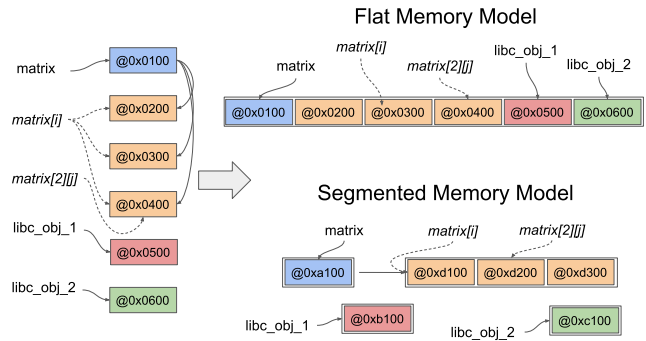 Flat Memory Model
matrix
@0x0100
matrix[i]
@0x0200
@0x0300
matrix[2][j]
@0x0400
libc_obj_1
@0x0500
libc_obj_2
@0x0600
matrix
matrix[i]
matrix[2][j]
libc_obj_1
libc_obj_2
@0x0100 @0x0200 @0x0300 @0x0400 @0x0500 @0x0600
Segmented Memory Model
matrix
matrix[i]
matrix[2][j]
@0xa100
@0xd100 @0xd200 @0xd300
libc_obj_1
@0xb100
libc_obj_2
@0xc100